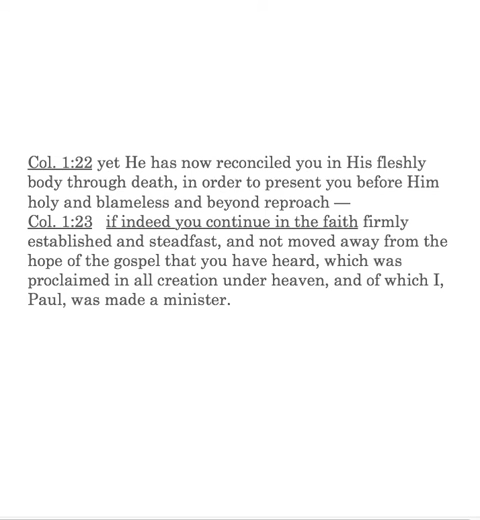 Col. 1:22 yet He has now reconciled you in His fleshly
body through death, in order to present you before Him
holy and blameless and beyond reproach —
Col. 1:23   if indeed you continue in the faith firmly
established and steadfast, and not moved away from the
hope of the gospel that you have heard, which was
proclaimed in all creation under heaven, and of which I,
Paul, was made a minister.